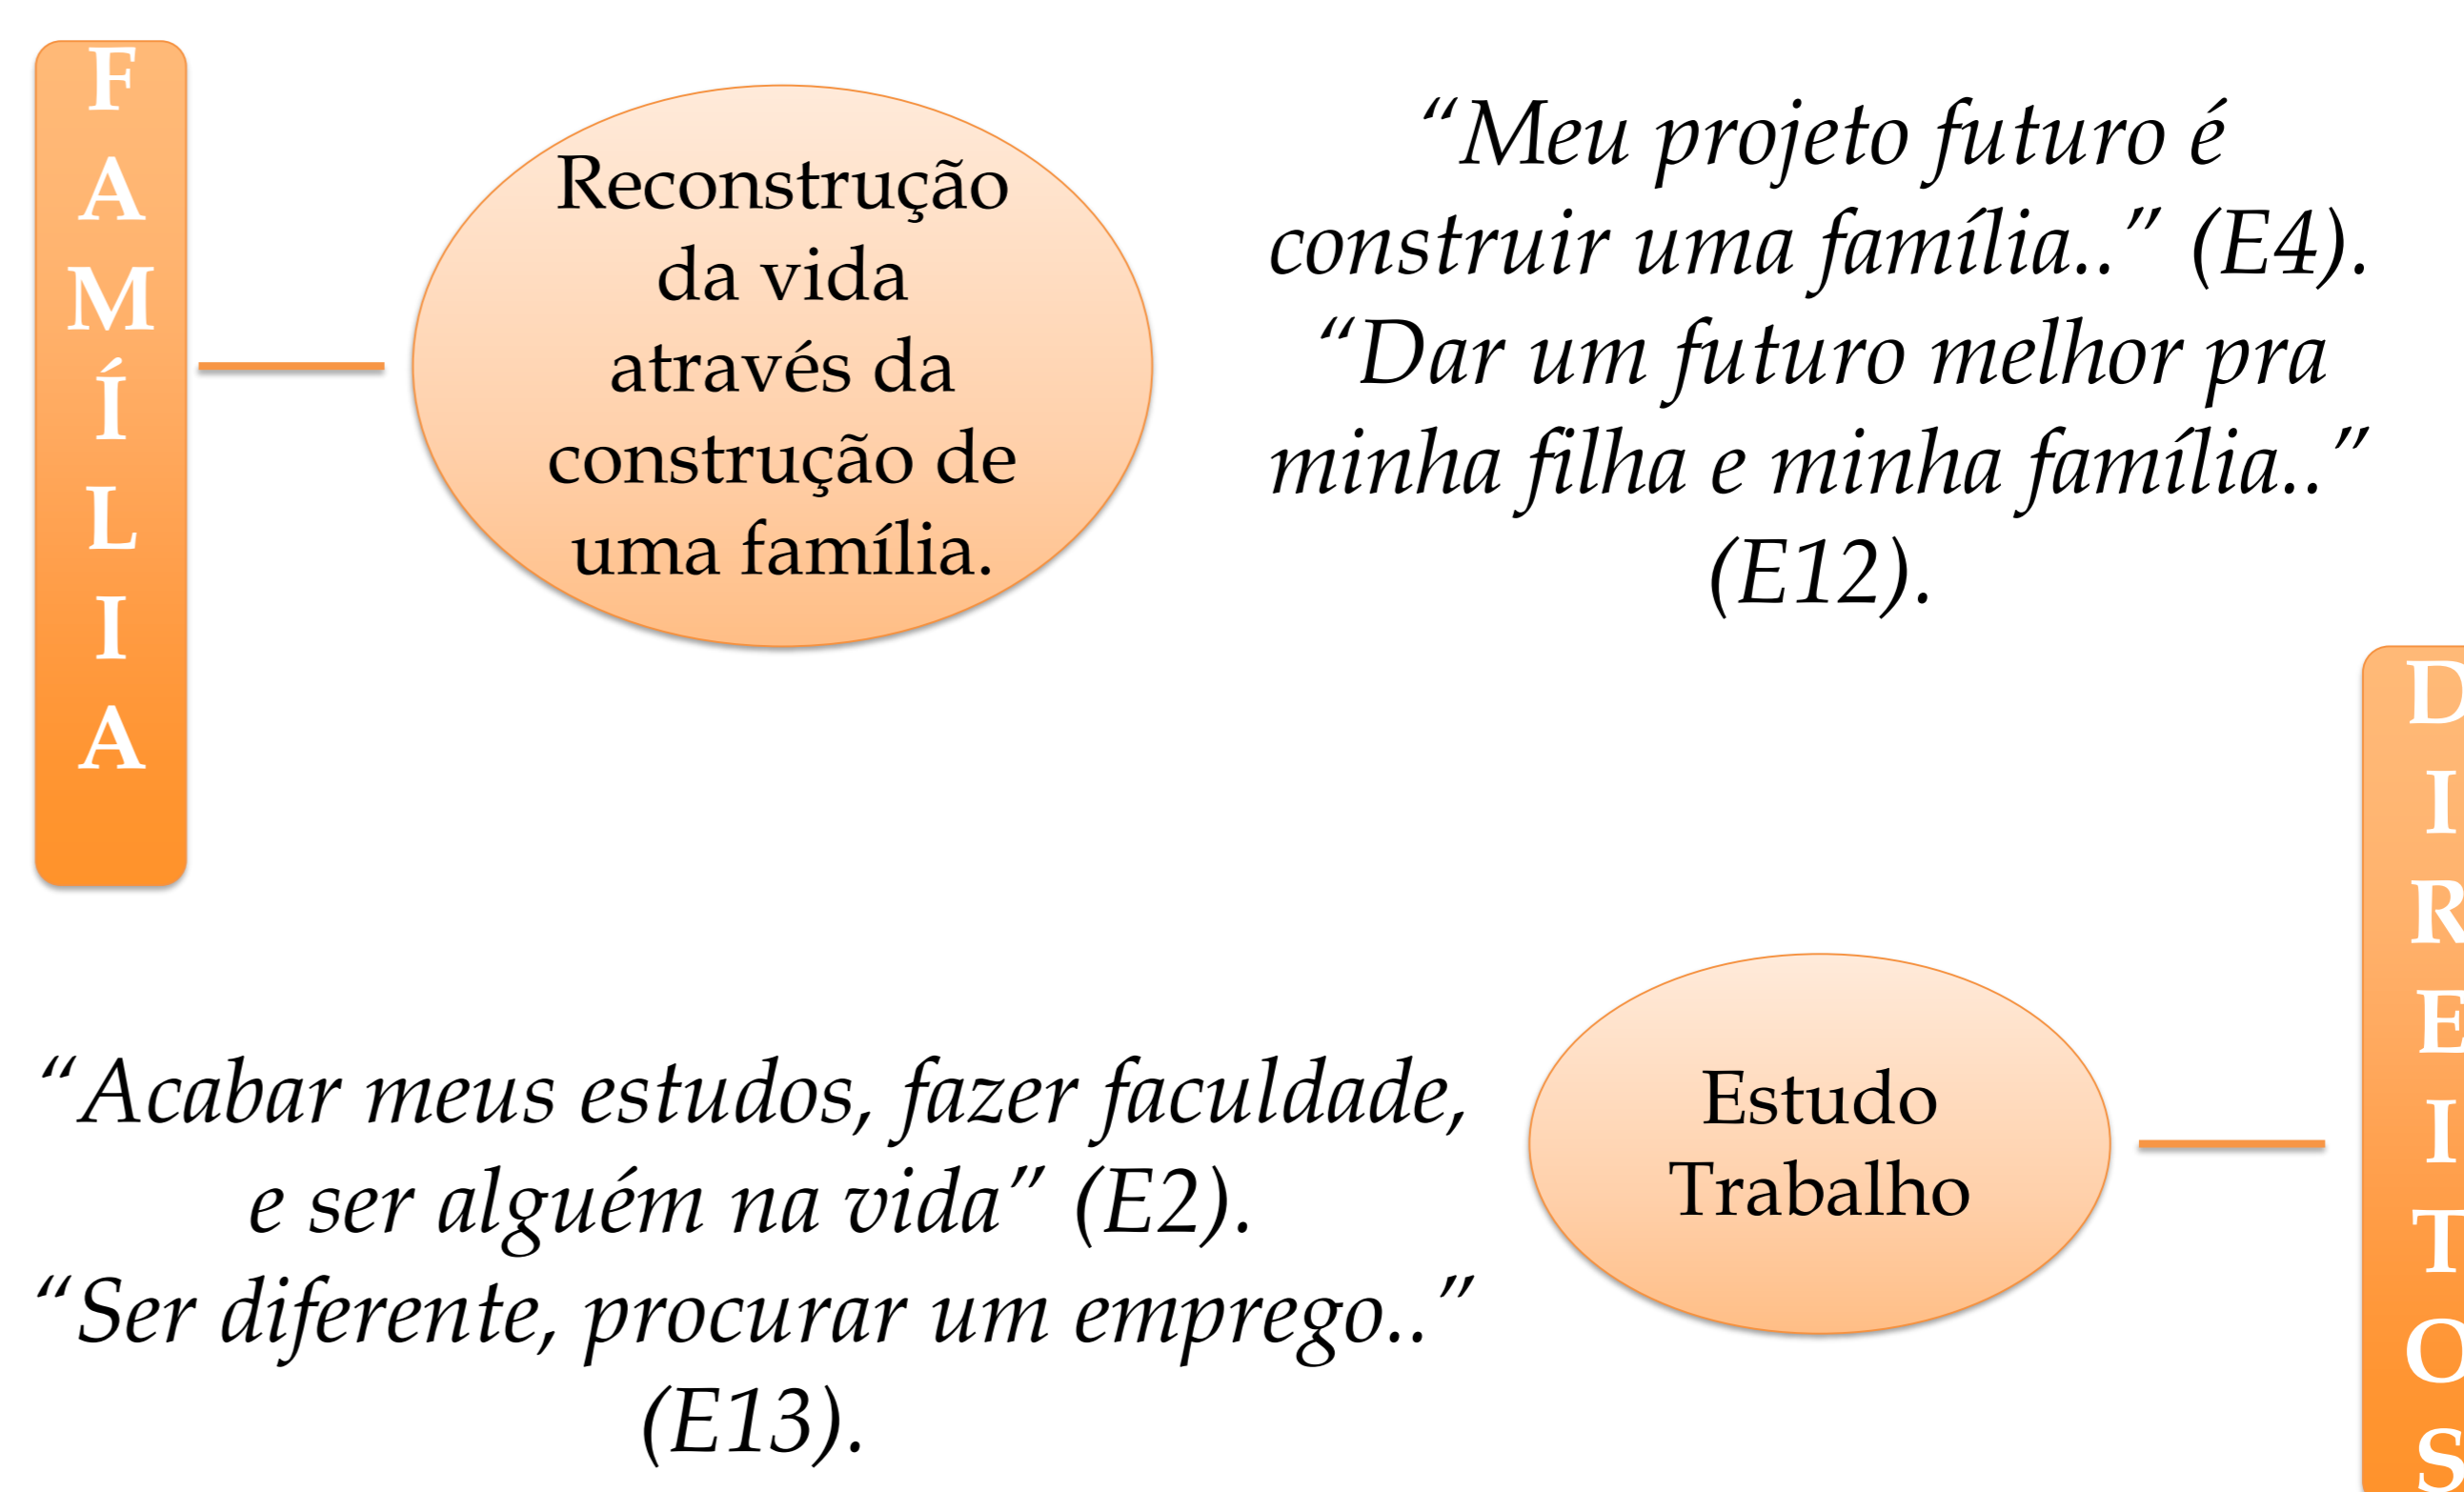 F
A
M
Í
L
I
A
Reconstrução
da vida
através da
construção de
uma família.
“Meu projeto futuro é
construir uma família..” (E4).
“Dar um futuro melhor pra
minha filha e minha família..”
(E12).
“Acabar meus estudos, fazer faculdade,
e ser alguém na vida” (E2).
“Ser diferente, procurar um emprego..”
(E13).
Estudo
Trabalho
D
I
R
E
I
T
O
S